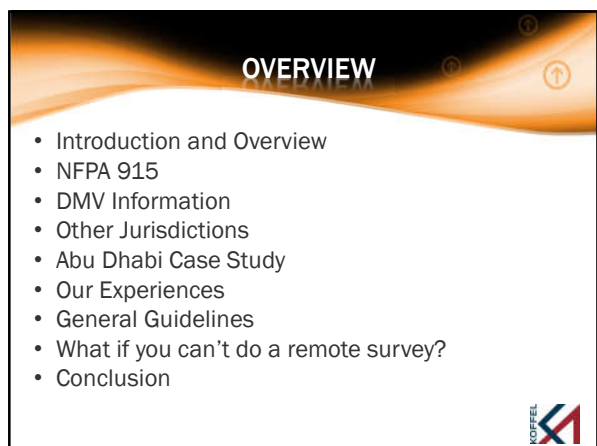 OVERVIEW
• Introduction and Overview
• NFPA 915
• DMV Information
• Other Jurisdictions
• Abu Dhabi Case Study
• Our Experiences
• General Guidelines
• What if you can't do a remote survey?
• Conclusion
KOFFEL